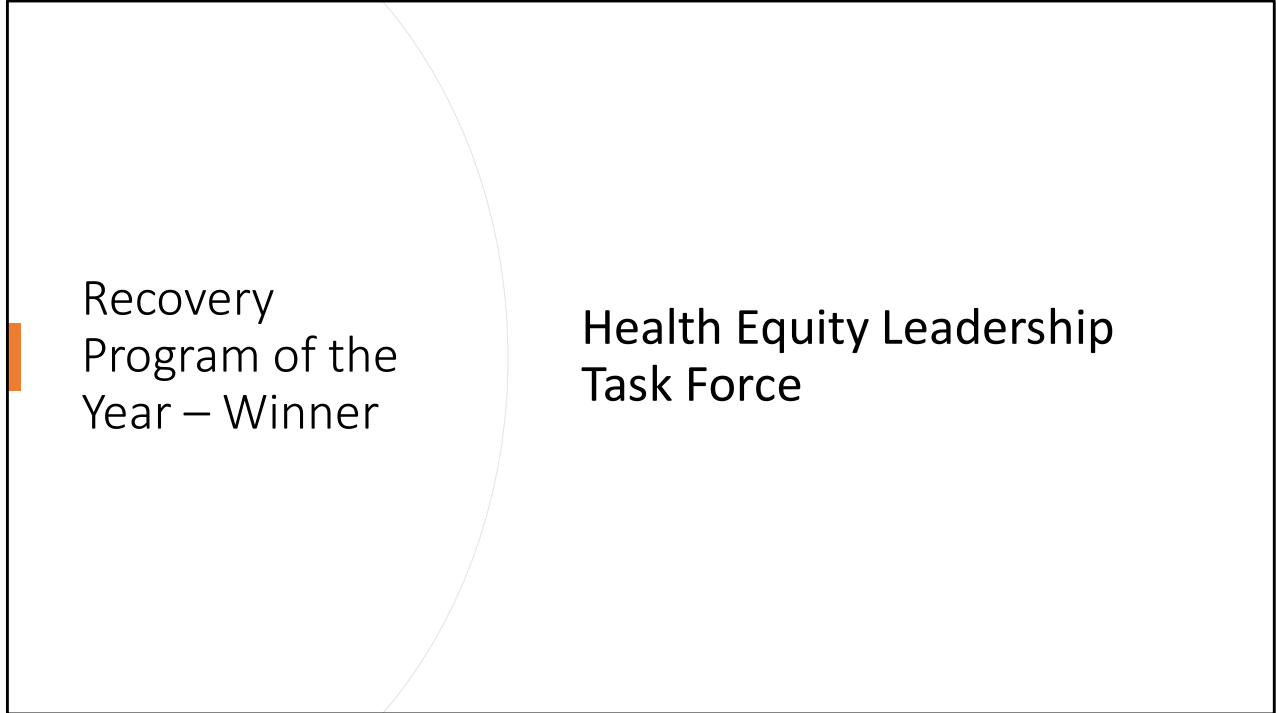 Recovery
Program of the
Year – Winner
Health Equity Leadership
Task Force